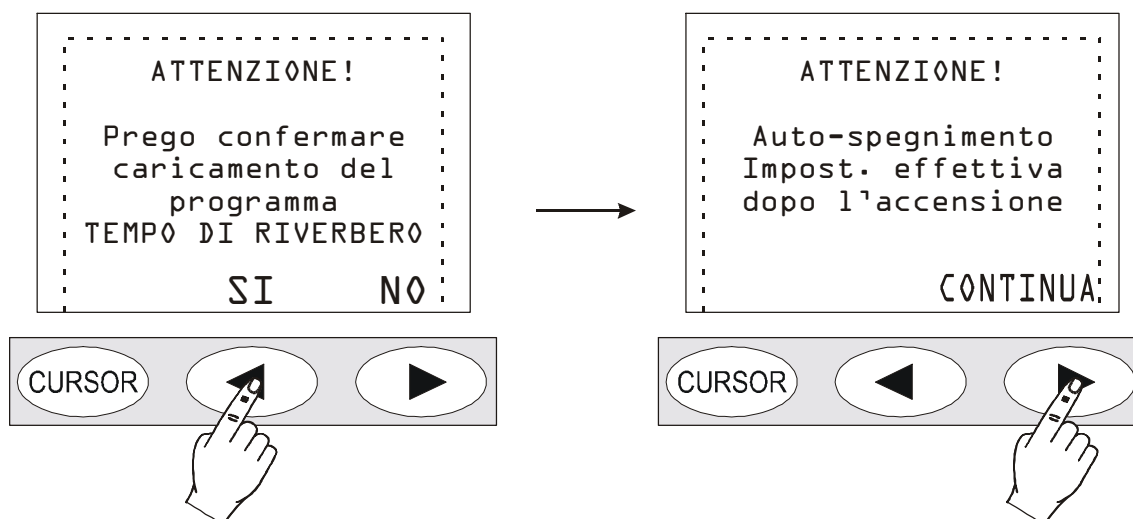 ATTENZIONE!
Prego confermare
caricamento del
programma
TEMPO DI RIVERBERO
SI NO
CURSOR
ATTENZIONE!
Auto-spegnimento
Impost. effettiva
dopo l'accensione
CONTINUA
CURSOR